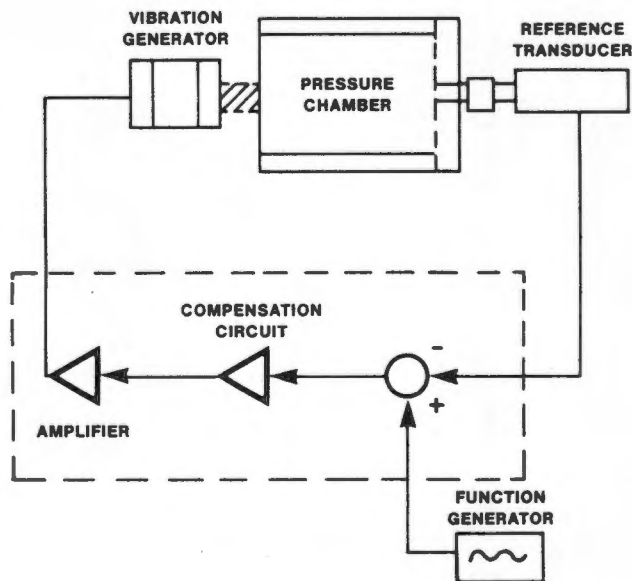 VIBRATION
GENERATOR
PRESSURE
CHAMBER
REFERENCE
TRANSDUCER
COMPENSATION
CIRCUIT
-
+
AMPLIFIER
FUNCTION
GENERATOR